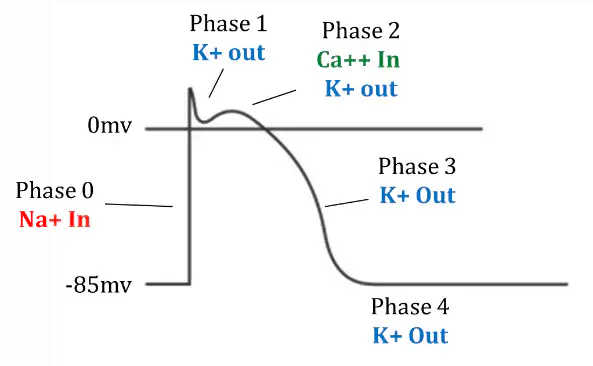 Phase 1
K+ out
Phase 2
Ca++ In
K+ out
0mv
Phase 3
K+ Out
Phase 0
Na+ In
-85mv
Phase 4
K+ Out